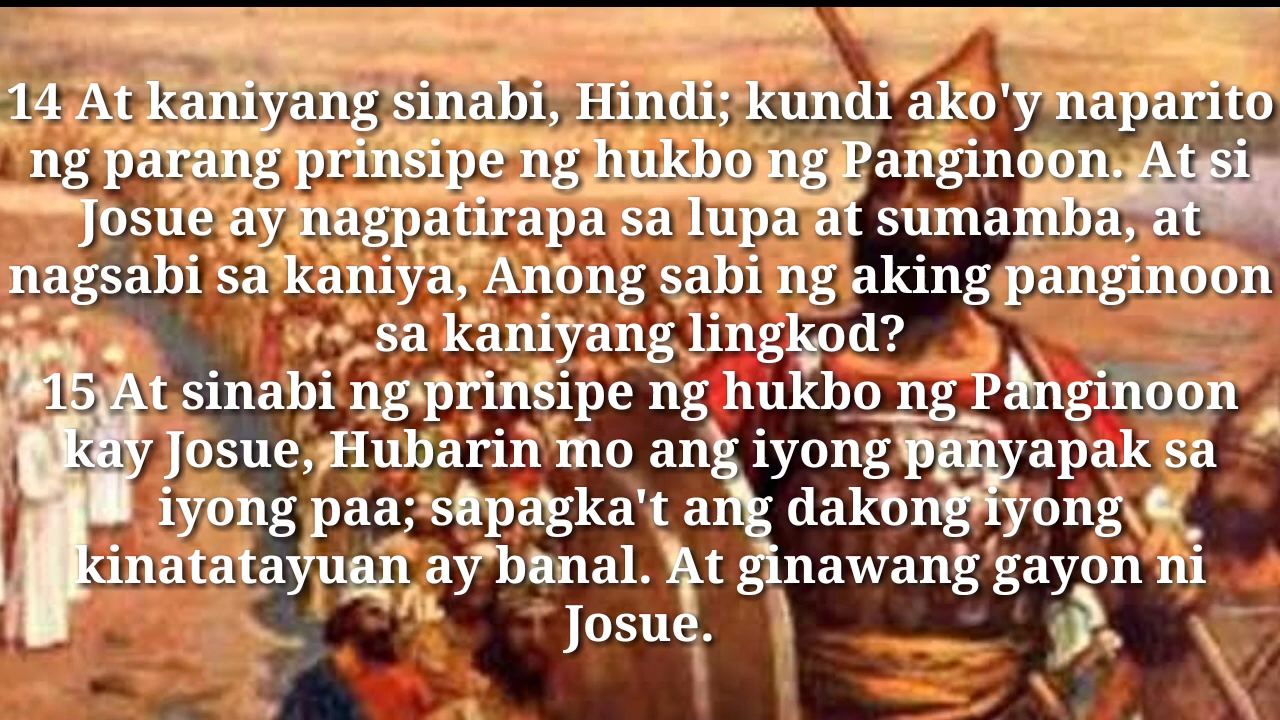 14 At kaniyang sinabi, Hindi; kundi ako'y naparito
ng parang prinsipe ng hukbo ng Panginoon. At si
Josue ay nagpatirapa sa lupa at sumamba, at
nagsabi sa kaniya, Anong sabi ng aking panginoon
sa kaniyang lingkod?
15 At sinabi ng prinsipe ng hukbo ng Panginoon
kay Josue, Hubarin mo ang iyong panyapak sa
iyong paa; sapagka't ang dakong iyong
kinatatayuan ay banal. At ginawang gayon ni
Josue.